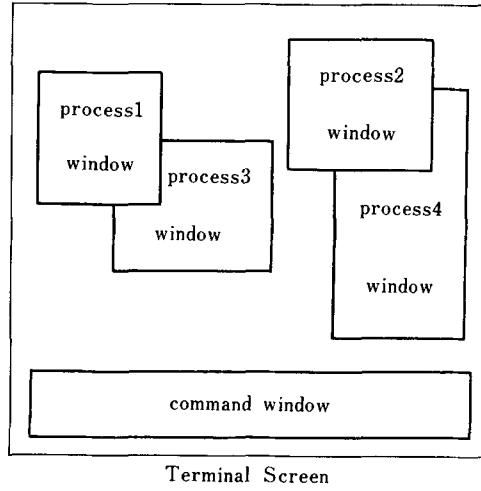 process1
window
process2
window
process3
window
process4
window
command window
Terminal Screen